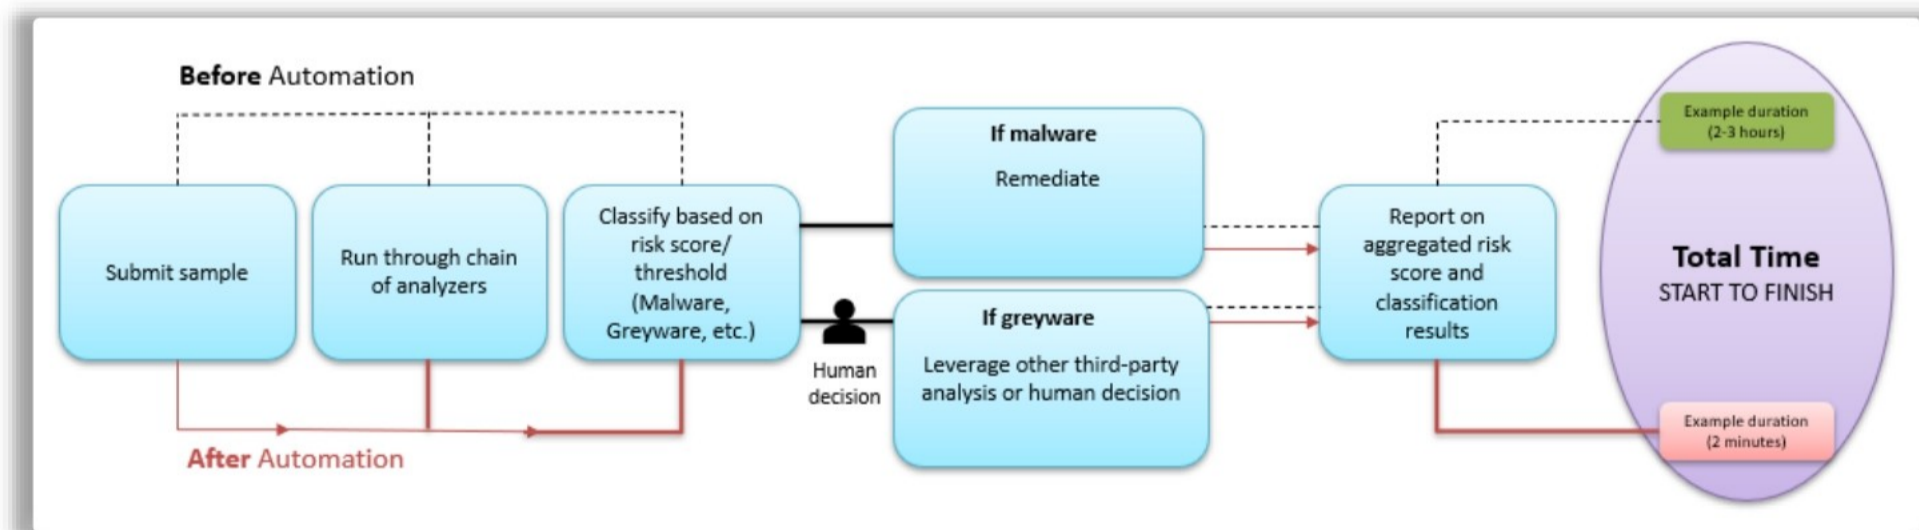 Before Automation
Submit sample
Run through chain
of analyzers
Classify based on
risk score/
threshold
(Malware,
Greyware, etc.)
Human
decision
If malware
Remediate
If greyware
Leverage other third-party
analysis or human decision
Report on
aggregated risk
score and
classification
results
Example duration
(2-3 hours)
Total Time
START TO FINISH
Example duration
(2 minutes)
After Automation